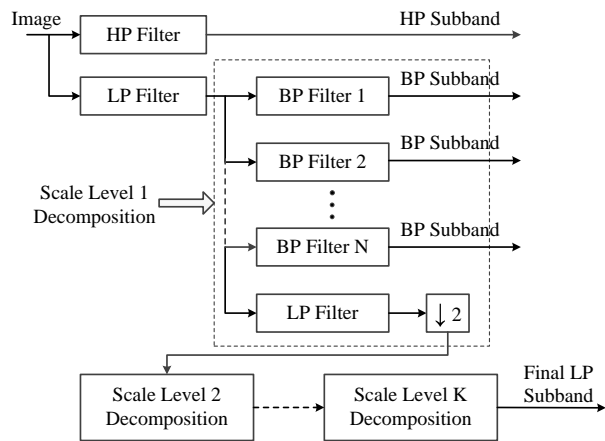 Image
HP Filter
HP Subband
LP Filter
BP Filter 1
BP Subband
BP Filter 2
BP Subband
Scale Level 1
Decomposition
BP Filter N
BP Subband
LP Filter
↓ 2
Scale Level 2
Decomposition
Scale Level K
Decomposition
Final LP
Subband